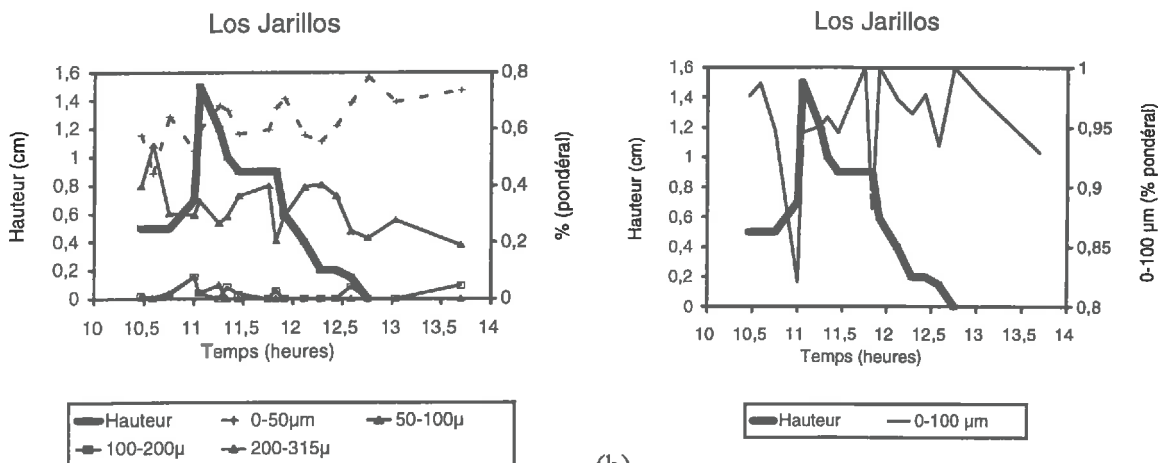 Los Jarillos
1,6
1,4
1,2
1
0,8
0,6
0,4
0,2
0
Hauteur (cm)
0,8
0,6
0,4
0,2
0
% (pondéral)
10 10,5 11 11,5 12 12,5 13 13,5 14
Temps (heures)
Hauteur 0-50µm 50-100µ
100-200µ 200-315µ
Los Jarillos
1,6
1,4
1,2
1
0,8
0,6
0,4
0,2
0
Hauteur (cm)
1
0,95
0,9
0,85
0,8
0-100 µm (% pondéral)
10 10,5 11 11,5 12 12,5 13 13,5 14
Temps (heures)
Hauteur 0-100 µm